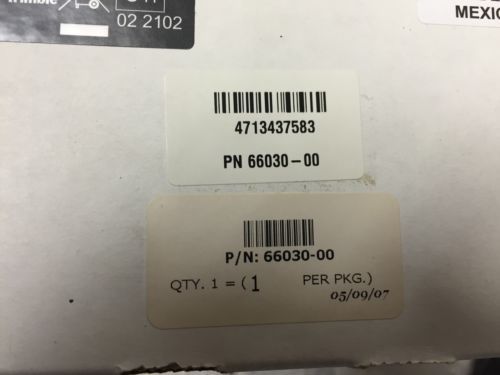 Trimble
02 2102
MEXIC
4713437583
PN 66030-00
P/N: 66030-00
QTY. 1 = (1 PER PKG.)
05/09/07